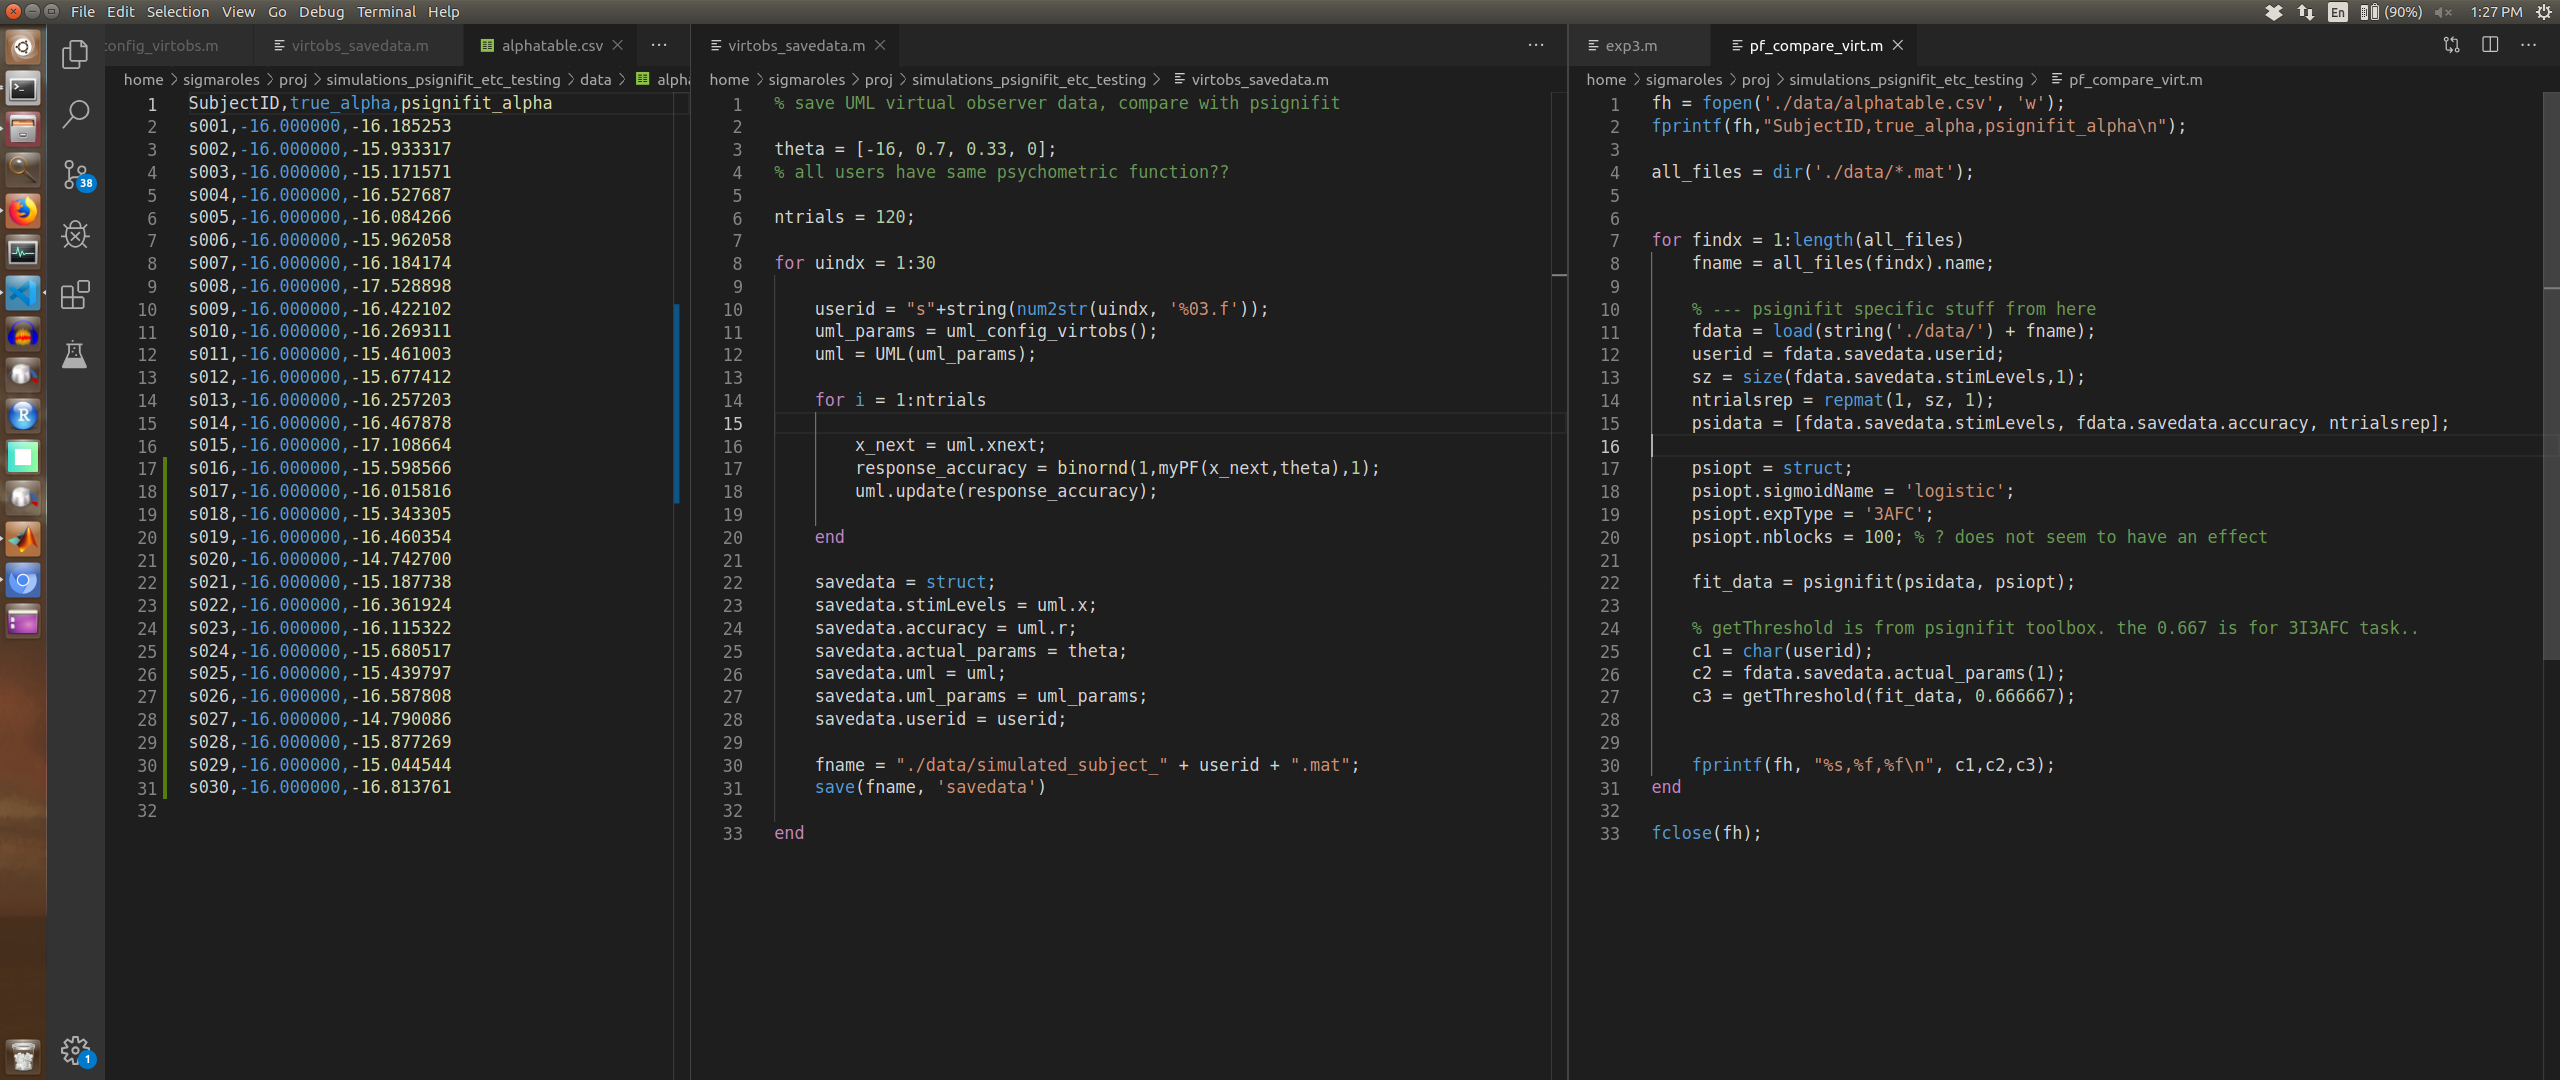 File Edit Selection View Go Debug Terminal Help
En (90%) 1:27 PM
config_virtobs.m virtobs_savedata.m alphatable.csv
home > sigmaroles > proj > simulations_psignifit_etc_testing > data > alpha
1 SubjectID,true_alpha,psignifit_alpha
2 s001,-16.000000,-16.185253
3 s002,-16.000000,-15.933317
4 s003,-16.000000,-15.171571
5 s004,-16.000000,-16.527687
6 s005,-16.000000,-16.084266
7 s006,-16.000000,-15.962058
8 s007,-16.000000,-16.184174
9 s008,-16.000000,-17.528898
10 s009,-16.000000,-16.422102
11 s010,-16.000000,-16.269311
12 s011,-16.000000,-15.461003
13 s012,-16.000000,-15.677412
14 s013,-16.000000,-16.257203
15 s014,-16.000000,-16.467878
16 s015,-16.000000,-17.108664
17 s016,-16.000000,-15.598566
18 s017,-16.000000,-16.015816
19 s018,-16.000000,-15.343305
20 s019,-16.000000,-16.460354
21 s020,-16.000000,-14.742700
22 s021,-16.000000,-15.187738
23 s022,-16.000000,-16.361924
24 s023,-16.000000,-16.115322
25 s024,-16.000000,-15.680517
26 s025,-16.000000,-15.439797
27 s026,-16.000000,-16.587808
28 s027,-16.000000,-14.790086
29 s028,-16.000000,-15.877269
30 s029,-16.000000,-15.044544
31 s030,-16.000000,-16.813761
32
38
1
virtobs_savedata.m
home > sigmaroles > proj > simulations_psignifit_etc_testing > virtobs_savedata.m
1 % save UML virtual observer data, compare with psignifit
2
3 theta = [-16, 0.7, 0.33, 0];
4 % all users have same psychometric function??
5
6 ntrials = 120;
7
8 for uindx = 1:30
9
10 userid = "s"+string(num2str(uindx, '%03.f'));
11 uml_params = uml_config_virtobs();
12 uml = UML(uml_params);
13
14 for i = 1:ntrials
15
16 x_next = uml.xnext;
17 response_accuracy = binornd(1,myPF(x_next,theta),1);
18 uml.update(response_accuracy);
19
20 end
21
22 savedata = struct;
23 savedata.stimLevels = uml.x;
24 savedata.accuracy = uml.r;
25 savedata.actual_params = theta;
26 savedata.uml = uml;
27 savedata.uml_params = uml_params;
28 savedata.userid = userid;
29
30 fname = "./data/simulated_subject_" + userid + ".mat";
31 save(fname, 'savedata')
32
33 end
exp3.m pf_compare_virt.m
home > sigmaroles > proj > simulations_psignifit_etc_testing > pf_compare_virt.m
1 fh = fopen('./data/alphatable.csv', 'w');
2 fprintf(fh,"SubjectID,true_alpha,psignifit_alpha\n");
3
4 all_files = dir('./data/*.mat');
5
6
7 for findx = 1:length(all_files)
8 fname = all_files(findx).name;
9
10 % --- psignifit specific stuff from here
11 fdata = load(string('./data/') + fname);
12 userid = fdata.savedata.userid;
13 sz = size(fdata.savedata.stimLevels,1);
14 ntrialsrep = repmat(1, sz, 1);
15 psidata = [fdata.savedata.stimLevels, fdata.savedata.accuracy, ntrialsrep];
16
17 psiopt = struct;
18 psiopt.sigmoidName = 'logistic';
19 psiopt.expType = '3AFC';
20 psiopt.nblocks = 100; % ? does not seem to have an effect
21
22 fit_data = psignifit(psidata, psiopt);
23
24 % getThreshold is from psignifit toolbox. the 0.667 is for 3I3AFC task..
25 c1 = char(userid);
26 c2 = fdata.savedata.actual_params(1);
27 c3 = getThreshold(fit_data, 0.666667);
28
29
30 fprintf(fh, "%s,%f,%f\n", c1,c2,c3);
31 end
32
33 fclose(fh);